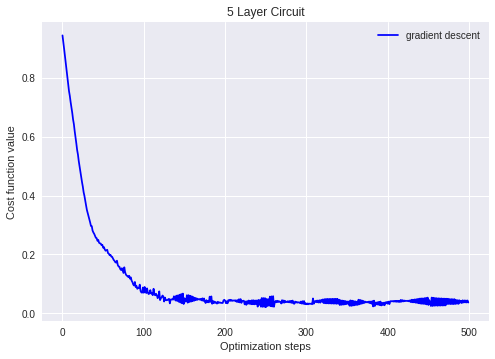 5 Layer Circuit
gradient descent
Cost function value
0.8
0.6
0.4
0.2
0.0
0 100 200 300 400 500
Optimization steps